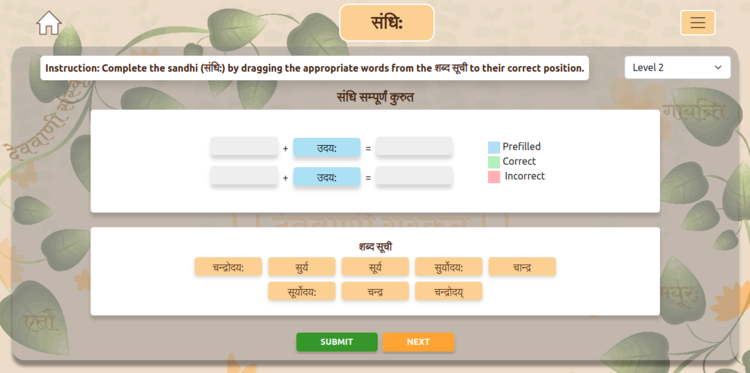 संधि:
Instruction: Complete the sandhi (संधि:) by dragging the appropriate words from the शब्द सूची to their correct position.
Level 2
संधि सम्पूर्णं कुरुत
+ उदय: =
+ उदय: =
Prefilled
Correct
Incorrect
शब्द सूची
चन्द्रोदय: सुर्य सूर्य सुर्योदय: चान्द्र
सूर्योदय: चन्द्र चन्द्रोदय्
SUBMIT NEXT
गायन्ति